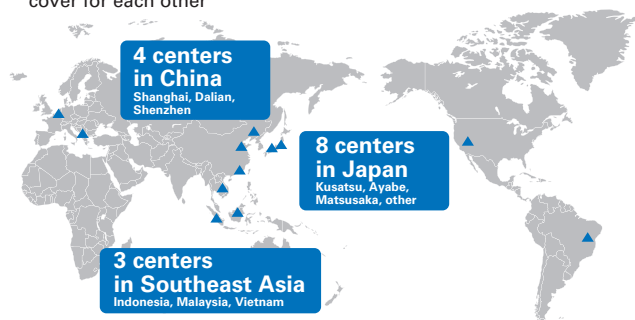 cover for each other
4 centers
in China
Shanghai, Dalian,
Shenzhen
8 centers
in Japan
Kusatsu, Ayabe,
Matsusaka, other
3 centers
in Southeast Asia
Indonesia, Malaysia, Vietnam